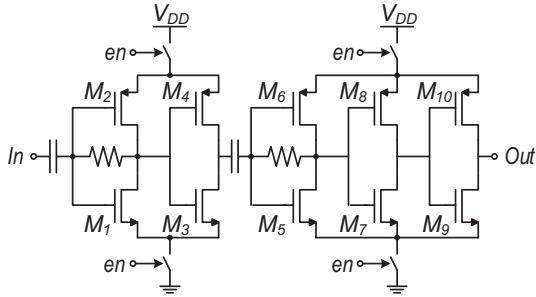 V_DD V_DD
en en
M_2 M_4 M_6 M_8 M_10
In Out
M_1 M_3 M_5 M_7 M_9
en en